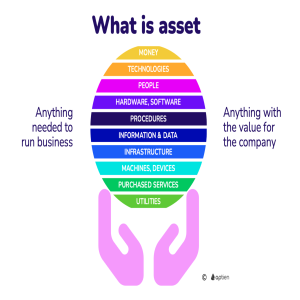 What is asset
MONEY
TECHNOLOGIES
PEOPLE
HARDWARE, SOFTWARE
PROCEDURES
INFORMATION & DATA
INFRASTRUCTURE
MACHINES, DEVICES
PURCHASED SERVICES
UTILITIES
Anything
needed to
run business
Anything with
the value for
the company
© aptien